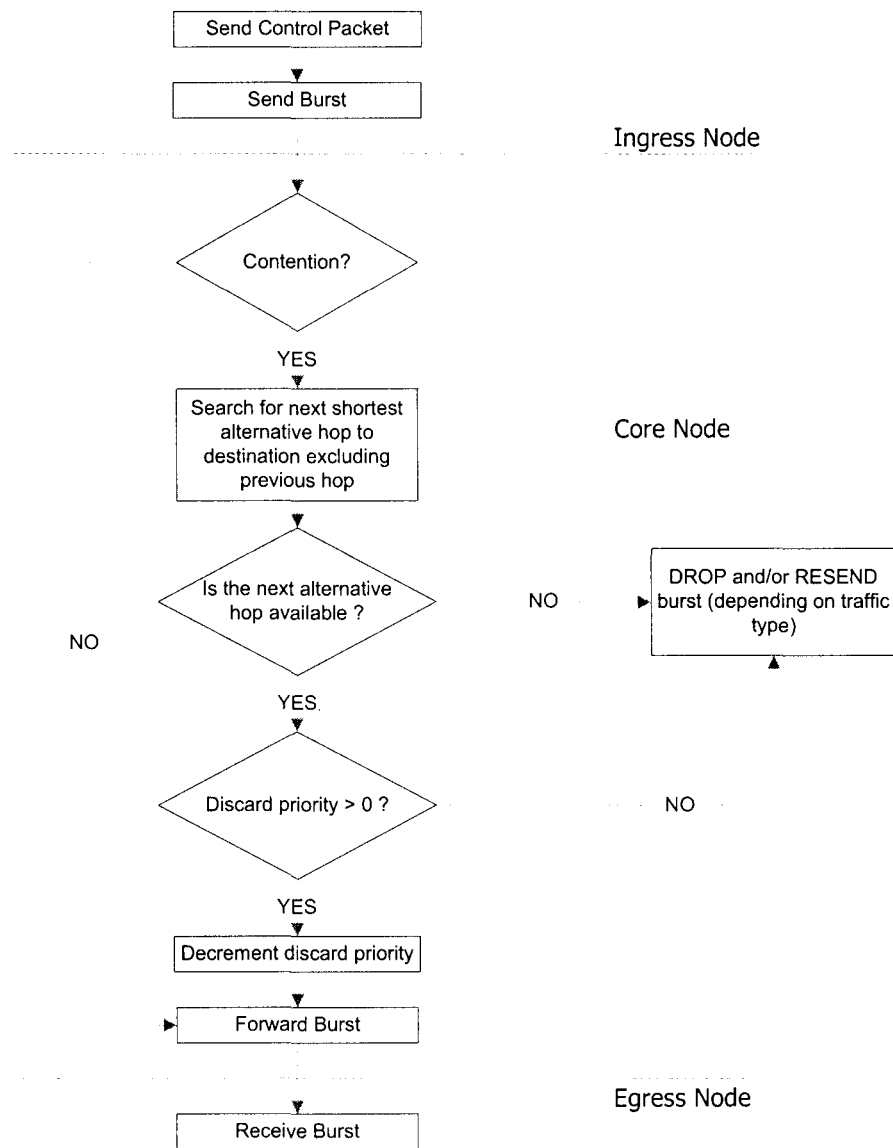 Send Control Packet
Send Burst
Ingress Node
Contention?
YES
Search for next shortest
alternative hop to
destination excluding
previous hop
Core Node
Is the next alternative
hop available ?
NO
DROP and/or RESEND
burst (depending on traffic
type)
NO
YES
Discard priority > 0 ?
NO
YES
Decrement discard priority
Forward Burst
Egress Node
Receive Burst